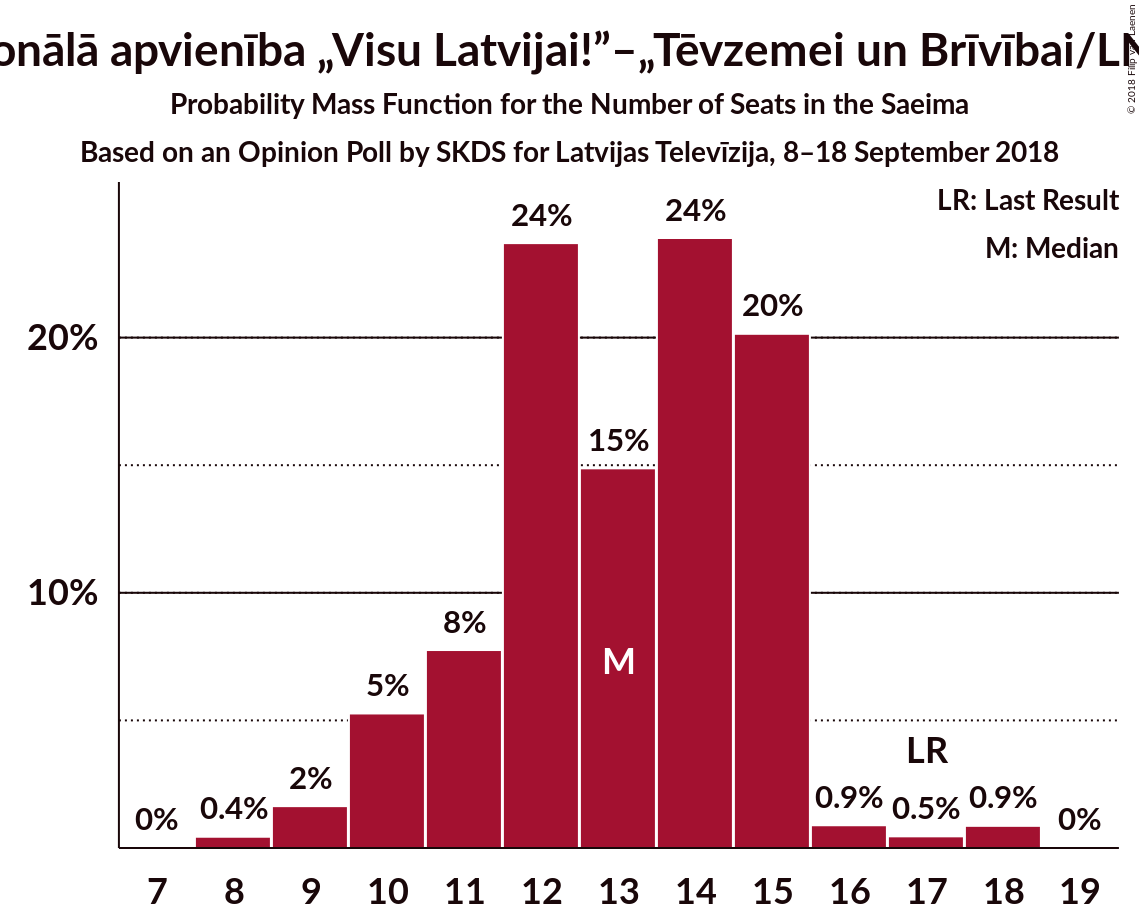 onālā apvienība „Visu Latvijai!”–„Tēvzemei un Brīvībai/LN
Probability Mass Function for the Number of Seats in the Saeima
Based on an Opinion Poll by SKDS for Latvijas Televīzija, 8–18 September 2018
© 2018 Filip van Laenen
LR: Last Result
M: Median
20%
10%
0%
0.4%
2%
5%
8%
24%
15%
24%
20%
0.9%
0.5%
0.9%
0%
M
LR
7 8 9 10 11 12 13 14 15 16 17 18 19